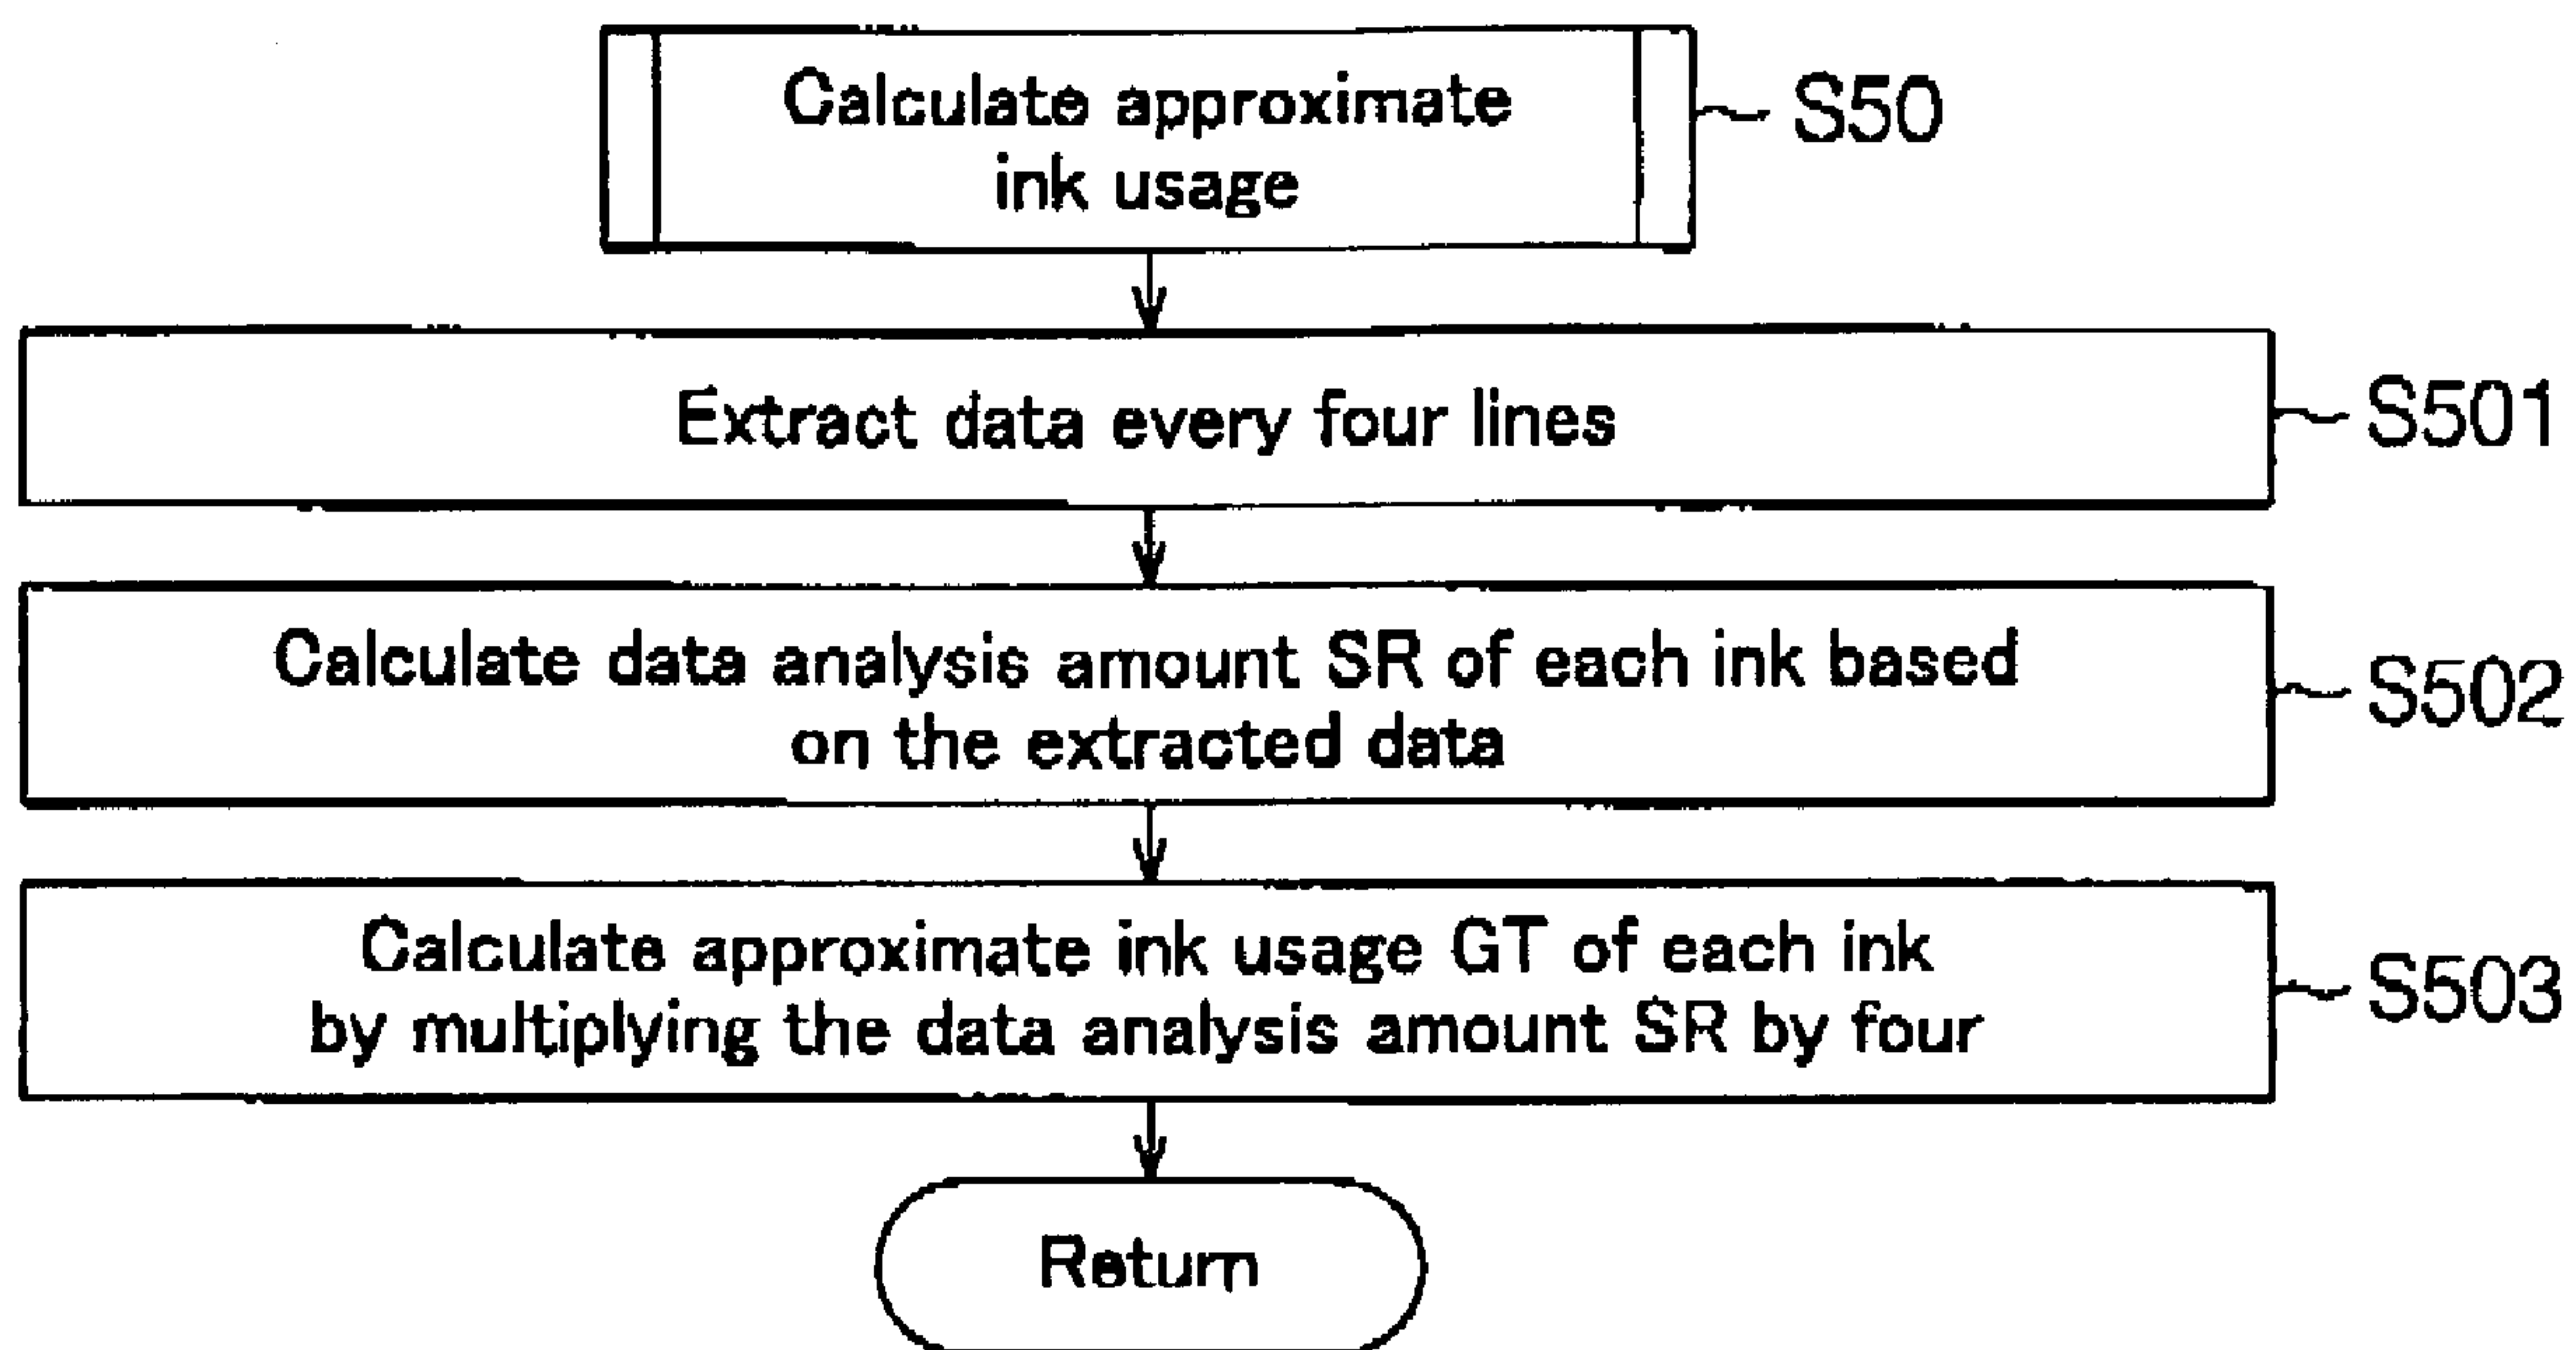 Calculate approximate
ink usage
S50
Extract data every four lines
S501
Calculate data analysis amount SR of each ink based
on the extracted data
S502
Calculate approximate ink usage GT of each ink
by multiplying the data analysis amount SR by four
S503
Return